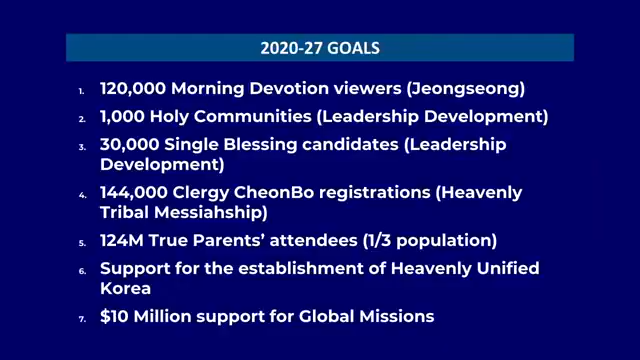 2020-27 GOALS
1. 120,000 Morning Devotion viewers (Jeongseong)
2. 1,000 Holy Communities (Leadership Development)
3. 30,000 Single Blessing candidates (Leadership
Development)
4. 144,000 Clergy CheonBo registrations (Heavenly
Tribal Messiahship)
5. 124M True Parents’ attendees (1/3 population)
6. Support for the establishment of Heavenly Unified
Korea
7. $10 Million support for Global Missions